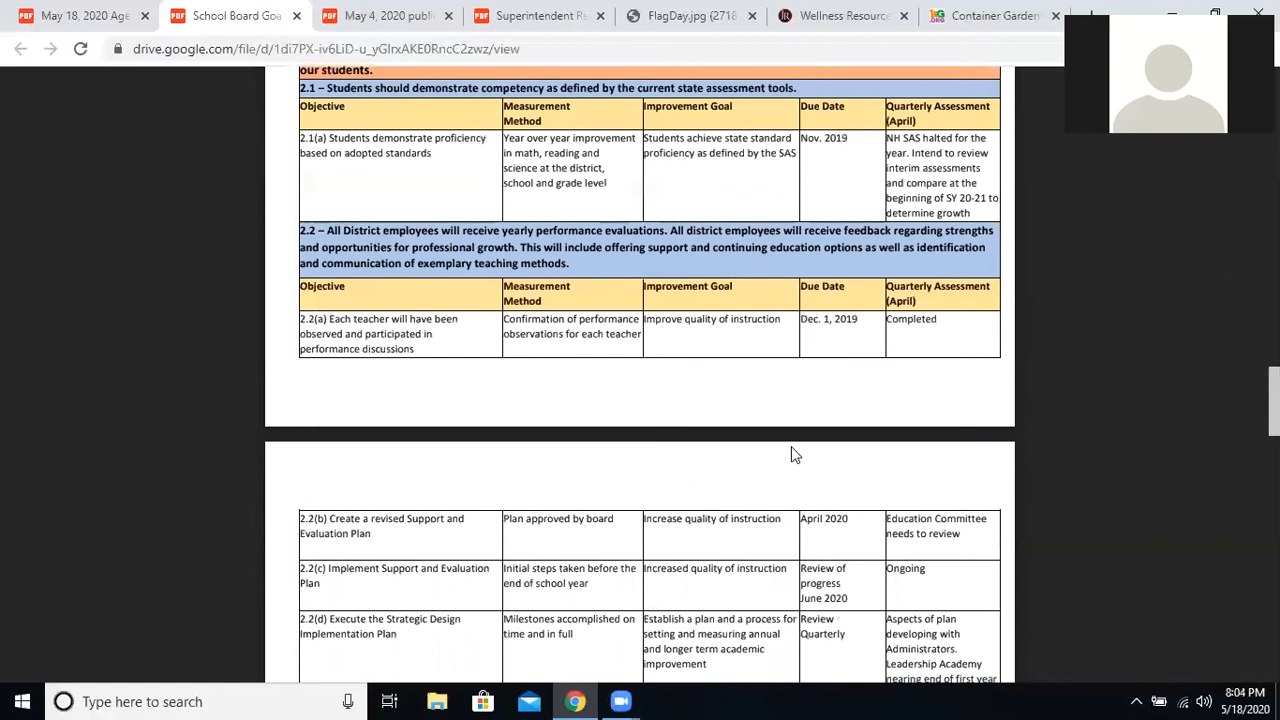 May 18, 2020 Age
School Board Goa
May 4, 2020 publ
Superintendent R
FlagDay.jpg (2
Wellness Resource
Container Garden
drive.google.com/file/d/1di7PX-iv6LiD-u_yGlrxAKE0RncC2zwz/view
our students.
2.1 – Students should demonstrate competency as defined by the current state assessment tools.
Objective
Measurement
Method
Improvement Goal
Due Date
Quarterly Assessment
(April)
2.1(a) Students demonstrate proficiency
based on adopted standards
Year over year improvement
in math, reading and
science at the district,
school and grade level
Students achieve state standard
proficiency as defined by the SAS
Nov. 2019
NH SAS halted for the
year. Intend to review
interim assessments
and compare at the
beginning of SY 20-21 to
determine growth
2.2 – All District employees will receive yearly performance evaluations. All district employees will receive feedback regarding strengths
and opportunities for professional growth. This will include offering support and continuing education options as well as identification
and communication of exemplary teaching methods.
Objective
Measurement
Method
Improvement Goal
Due Date
Quarterly Assessment
(April)
2.2(a) Each teacher will have been
observed and participated in
performance discussions
Confirmation of performance
observations for each teacher
Improve quality of instruction
Dec. 1, 2019
Completed
2.2(b) Create a revised Support and
Evaluation Plan
Plan approved by board
Increase quality of instruction
April 2020
Education Committee
needs to review
2.2(c) Implement Support and Evaluation
Plan
Initial steps taken before the
end of school year
Increased quality of instruction
Review of
progress
June 2020
Ongoing
2.2(d) Execute the Strategic Design
Implementation Plan
Milestones accomplished on
time and in full
Establish a plan and a process for
setting and measuring annual
and longer term academic
improvement
Review
Quarterly
Aspects of plan
developing with
Administrators.
Leadership Academy
nearing end of first year
Type here to search
8:04 PM
5/18/2020